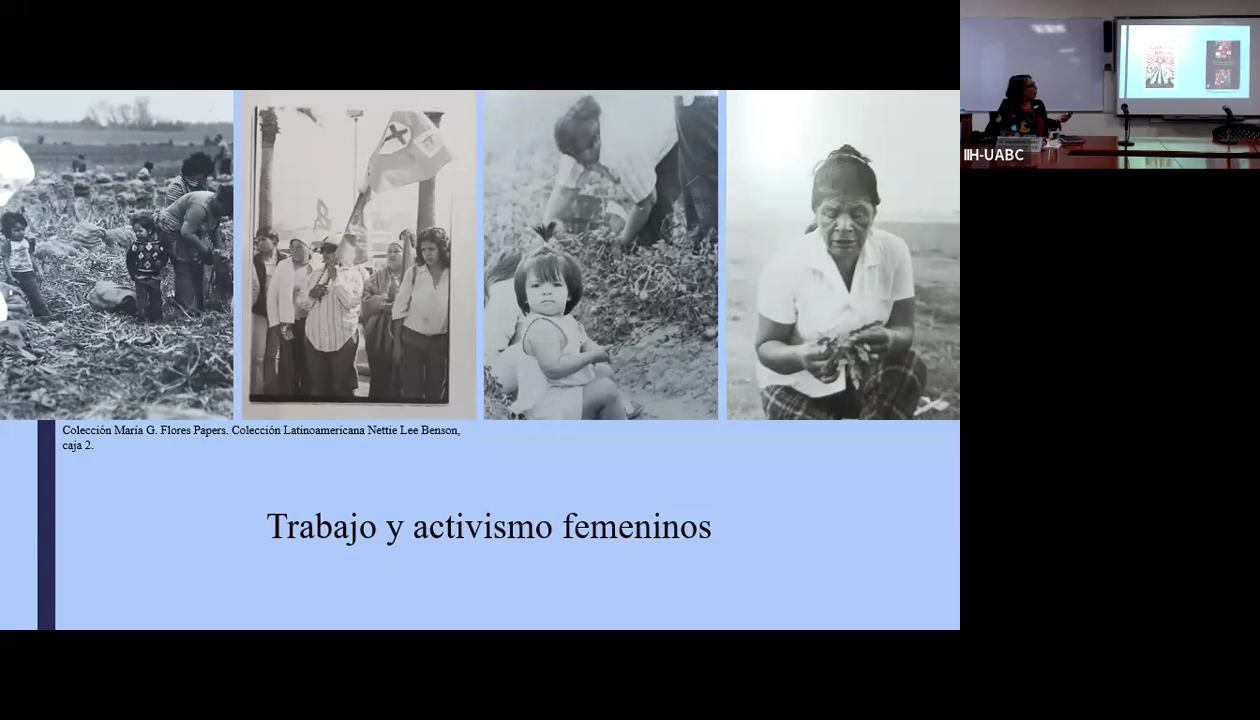 IIH-UABC
Colección María G. Flores Papers. Colección Latinoamericana Nettie Lee Benson,
caja 2.
Trabajo y activismo femeninos